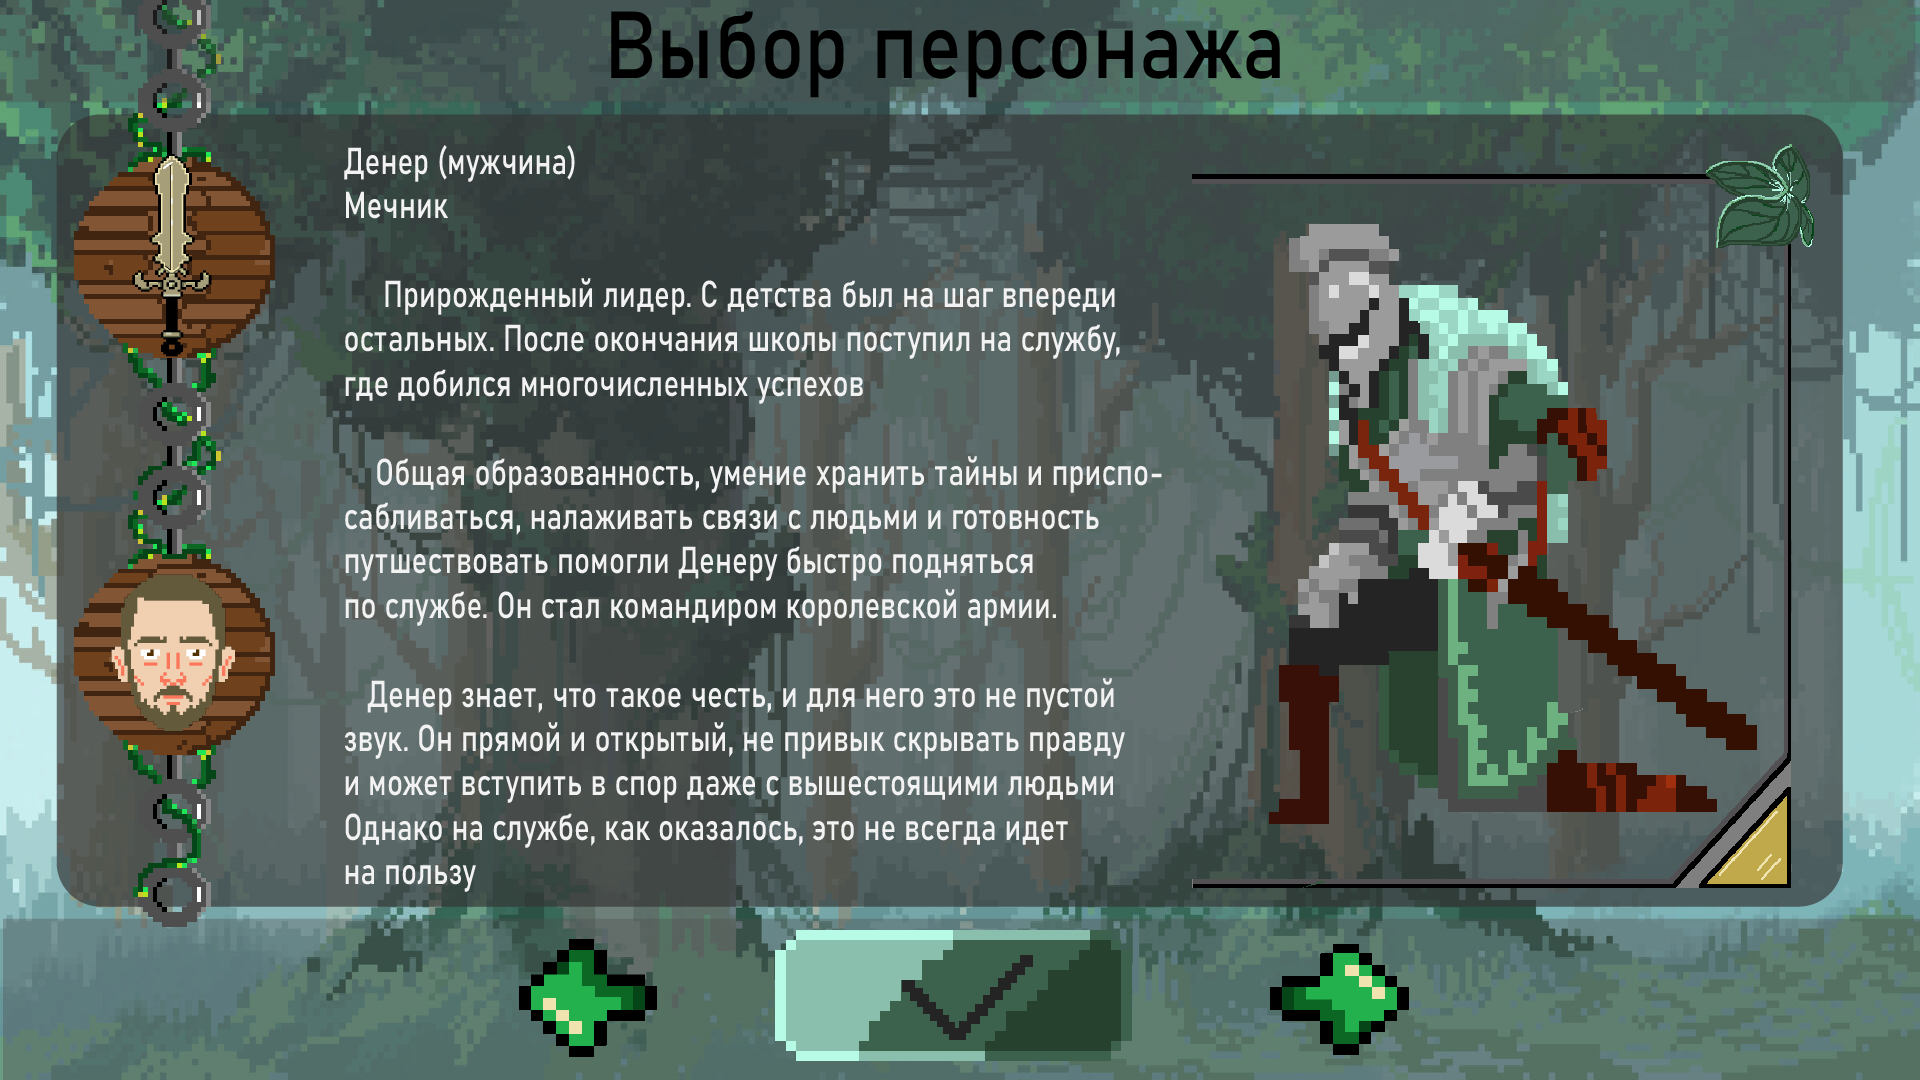 Выбор персонажа
Денер (мужчина)
Мечник
Прирожденный лидер. С детства был на шаг впереди
остальных. После окончания школы поступил на службу,
где добился многочисленных успехов
Общая образованность, умение хранить тайны и приспо-
сабливаться, налаживать связи с людьми и готовность
путшествовать помогли Денеру быстро подняться
по службе. Он стал командиром королевской армии.
Денер знает, что такое честь, и для него это не пустой
звук. Он прямой и открытый, не привык скрывать правду
и может вступить в спор даже с вышестоящими людьми
Однако на службе, как оказалось, это не всегда идет
на пользу